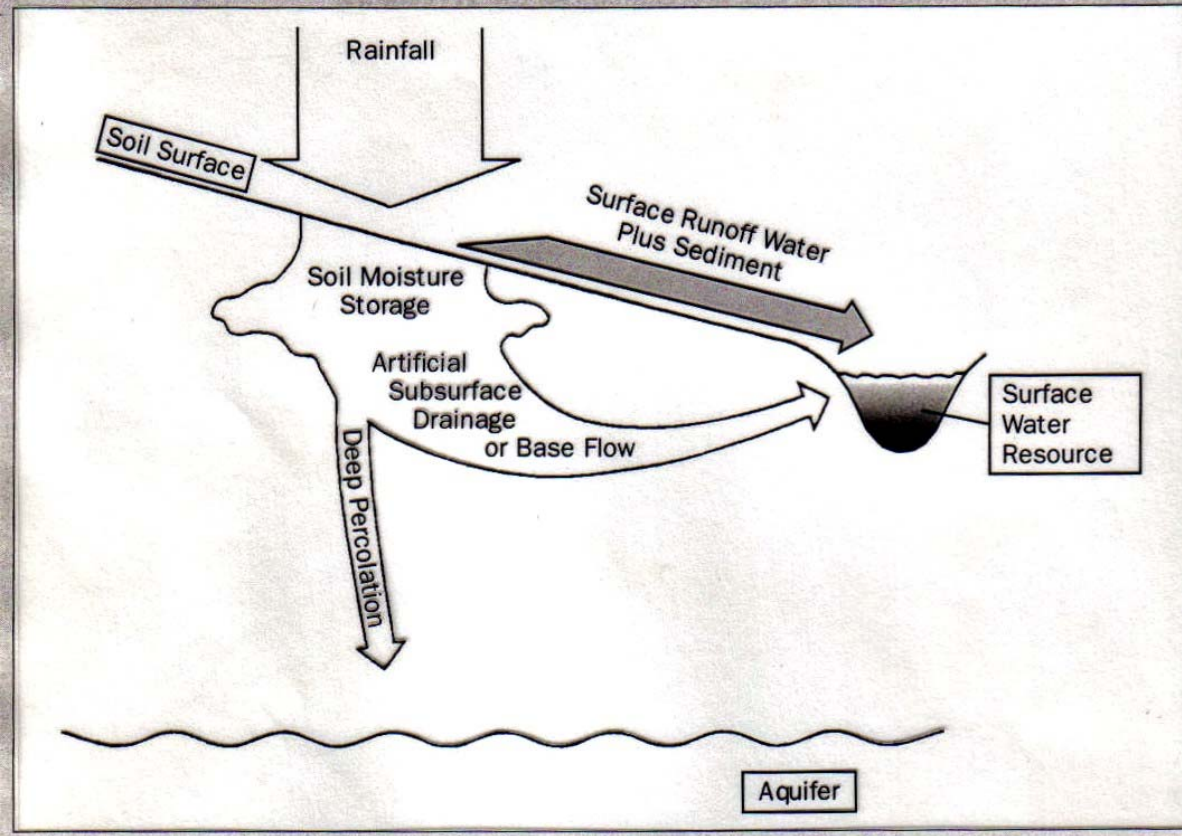 Rainfall
Soil Surface
Surface Runoff Water
Plus Sediment
Soil Moisture
Storage
Artificial
Subsurface
Drainage
or Base Flow
Deep Percolation
Surface
Water
Resource
Aquifer